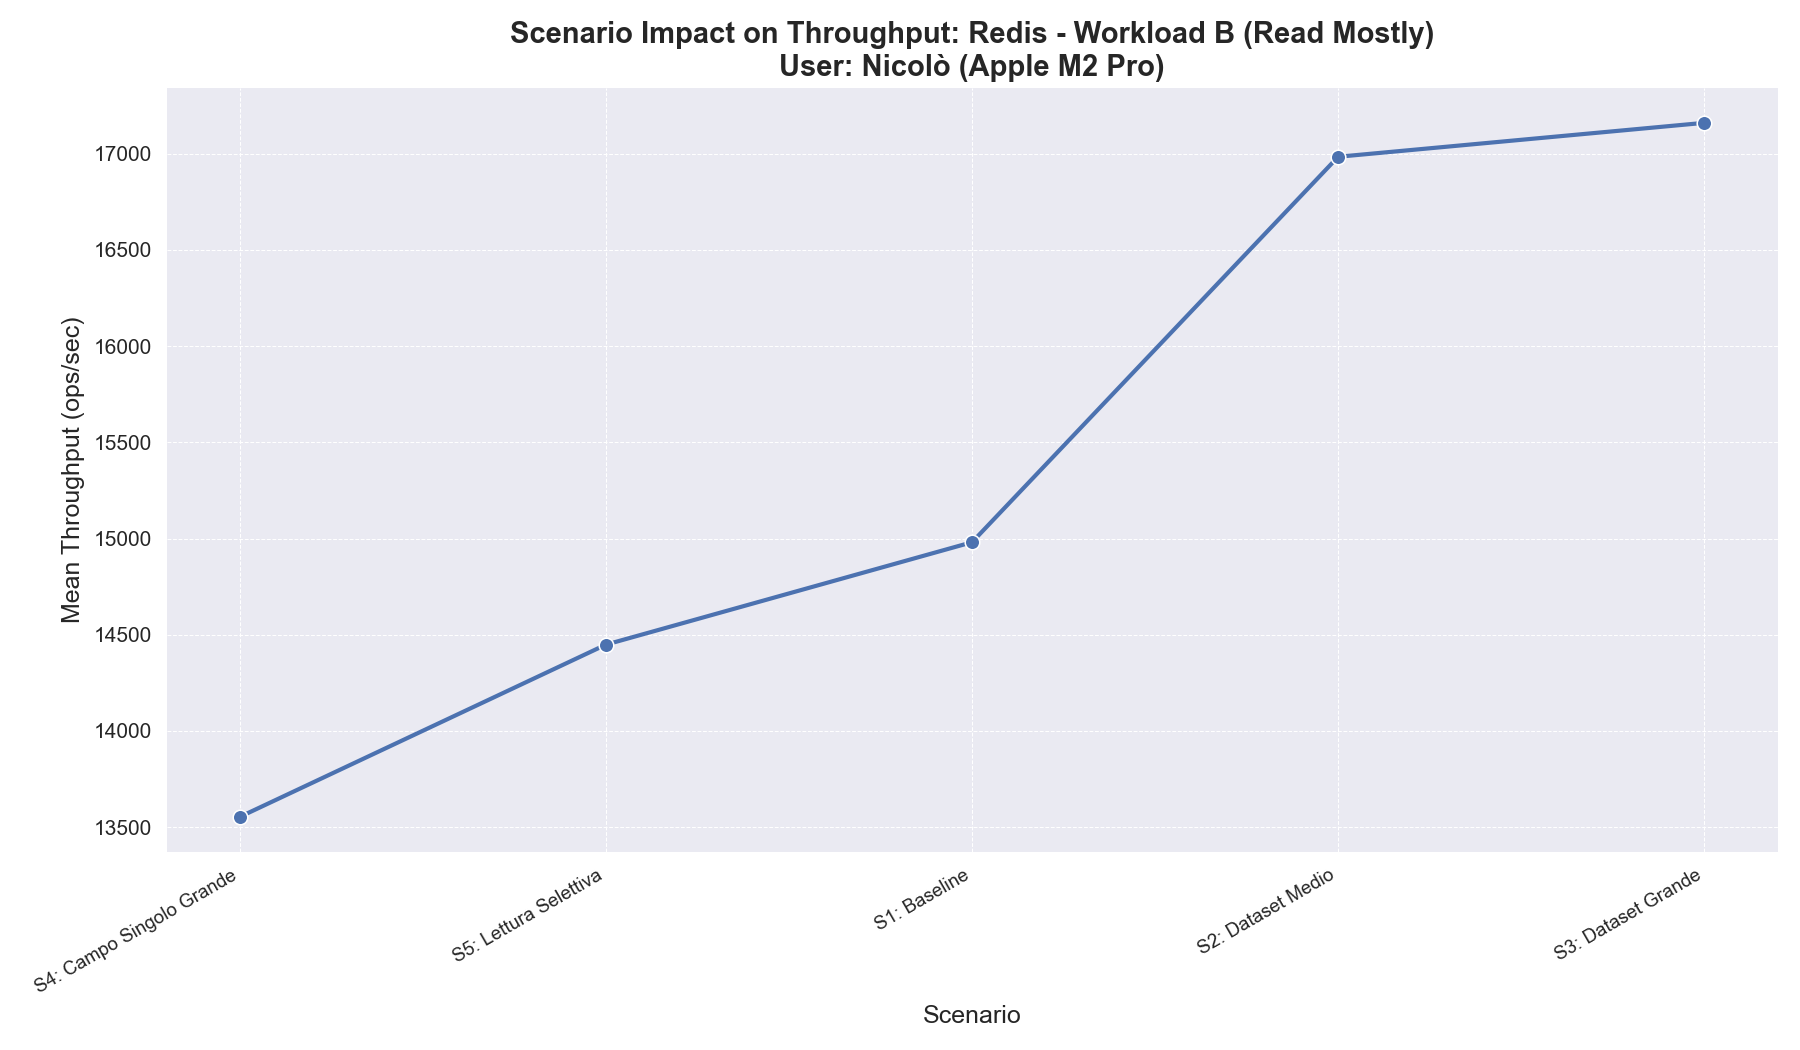 Scenario Impact on Throughput: Redis - Workload B (Read Mostly)
User: Nicolò (Apple M2 Pro)
Mean Throughput (ops/sec)
17000
16500
16000
15500
15000
14500
14000
13500
S4: Campo Singolo Grande
S5: Lettura Selettiva
S1: Baseline
S2: Dataset Medio
S3: Dataset Grande
Scenario